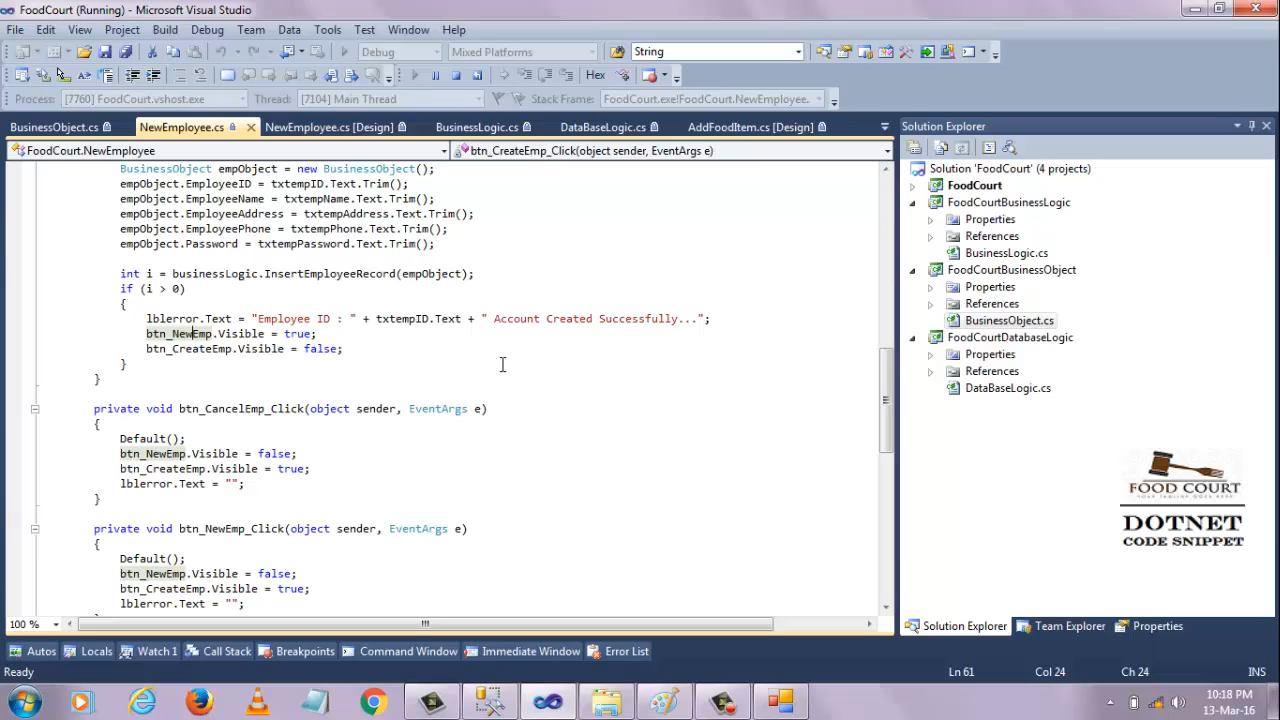 FoodCourt (Running) - Microsoft Visual Studio
File Edit View Project Build Debug Team Data Tools Test Window Help
Debug Mixed Platforms String
Hex
Process: [7760] FoodCourt.vshost.exe Thread: [7104] Main Thread Stack Frame: FoodCourt.exe!FoodCourt.NewEmployee.
BusinessObject.cs NewEmployee.cs NewEmployee.cs [Design] BusinessLogic.cs DataBaseLogic.cs AddFoodItem.cs [Design]
FoodCourt.NewEmployee btn_CreateEmp_Click(object sender, EventArgs e)
BusinessObject empObject = new BusinessObject();
empObject.EmployeeID = txtempID.Text.Trim();
empObject.EmployeeName = txtempName.Text.Trim();
empObject.EmployeeAddress = txtempAddress.Text.Trim();
empObject.EmployeePhone = txtempPhone.Text.Trim();
empObject.Password = txtempPassword.Text.Trim();
int i = businessLogic.InsertEmployeeRecord(empObject);
if (i > 0)
{
lblerror.Text = "Employee ID : " + txtempID.Text + " Account Created Successfully...";
btn_NewEmp.Visible = true;
btn_CreateEmp.Visible = false;
}
}
private void btn_CancelEmp_Click(object sender, EventArgs e)
{
Default();
btn_NewEmp.Visible = false;
btn_CreateEmp.Visible = true;
lblerror.Text = "";
}
private void btn_NewEmp_Click(object sender, EventArgs e)
{
Default();
btn_NewEmp.Visible = false;
btn_CreateEmp.Visible = true;
lblerror.Text = "";
100 %
Solution Explorer
Solution 'FoodCourt' (4 projects)
FoodCourt
FoodCourtBusinessLogic
Properties
References
BusinessLogic.cs
FoodCourtBusinessObject
Properties
References
BusinessObject.cs
FoodCourtDatabaseLogic
Properties
References
DataBaseLogic.cs
FOOD COURT
DOTNET
CODE SNIPPET
Solution Explorer Team Explorer Properties
Autos Locals Watch 1 Call Stack Breakpoints Command Window Immediate Window Error List
Ready Ln 61 Col 24 Ch 24 INS
10:18 PM
13-Mar-16